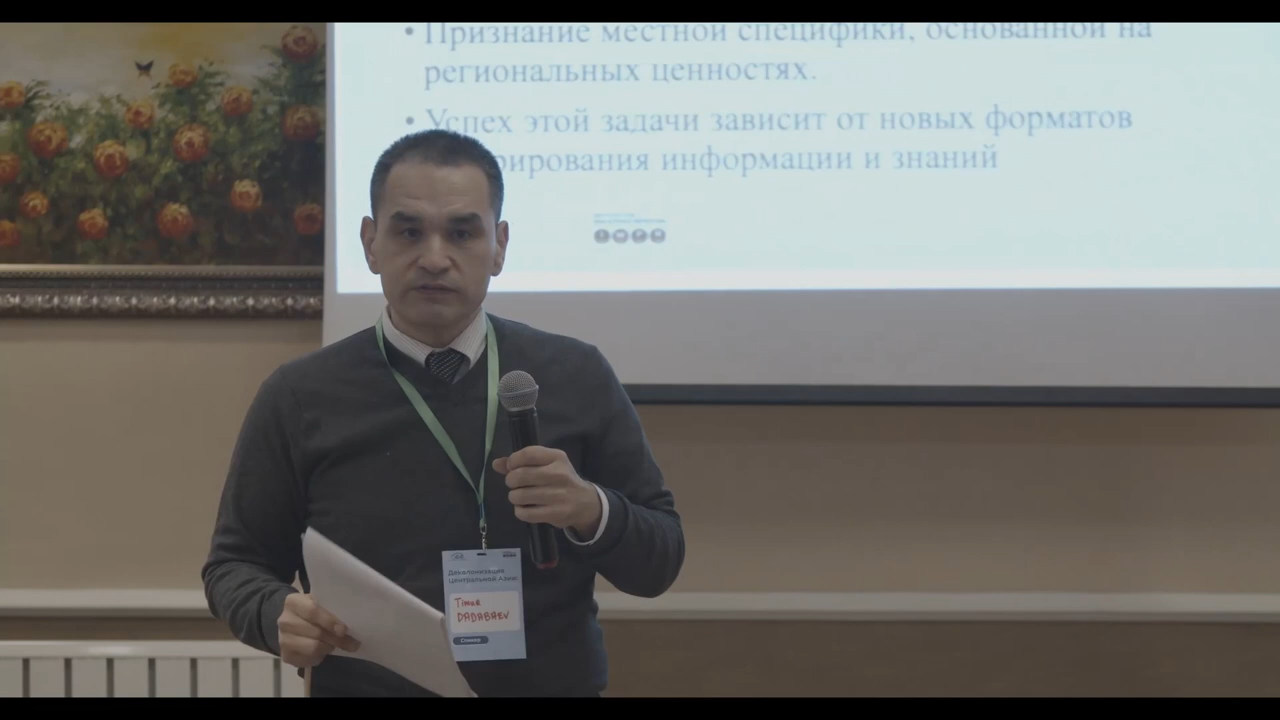 • Признание местной специфики, основанной на
региональных ценностях.
• Успех этой задачи зависит от новых форматов
информации и знаний
Деколонизация
Центральной Азии
TIMUR
DADABAEV
Спикер